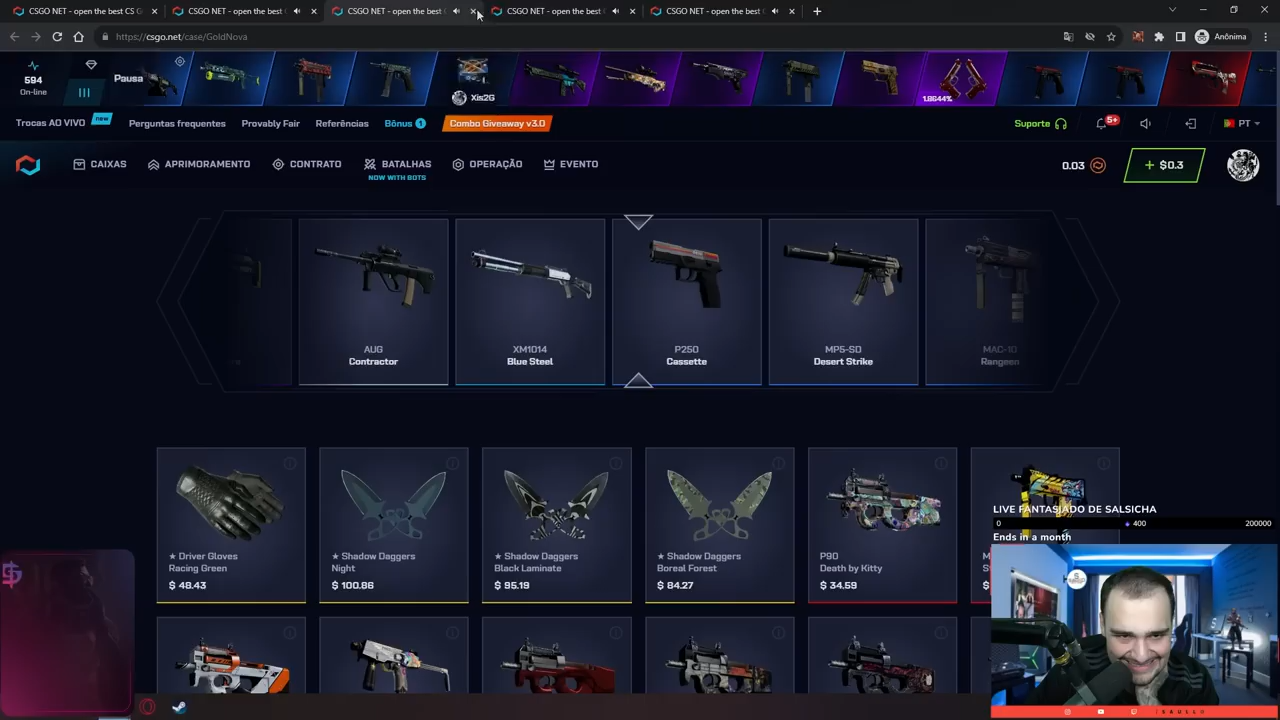 CSGO NET - open the best CS G
CSGO NET - open the best
CSGO NET - open the best
CSGO NET - open the best
CSGO NET - open the best
https://csgo.net/case/GoldNova
Anônima
594
On-line
Pausa
Xis2G
1.8644%
Trocas AO VIVO
new
Perguntas frequentes
Provably Fair
Referências
Bônus 1
Combo Giveaway v3.0
Suporte
5+
PT
CAIXAS
APRIMORAMENTO
CONTRATO
BATALHAS
NOW WITH BOTS
OPERAÇÃO
EVENTO
0.03
+ $0.3
AUG
Contractor
XM1014
Blue Steel
P250
Cassette
MP5-SD
Desert Strike
MAC-10
Rangeen
★ Driver Gloves
Racing Green
$ 48.43
★ Shadow Daggers
Night
$ 100.86
★ Shadow Daggers
Black Laminate
$ 95.19
★ Shadow Daggers
Boreal Forest
$ 84.27
P90
Death by Kitty
$ 34.59
LIVE FANTASIADO DE SALSICHA
0
400
200000
Ends in a month
SAULLO